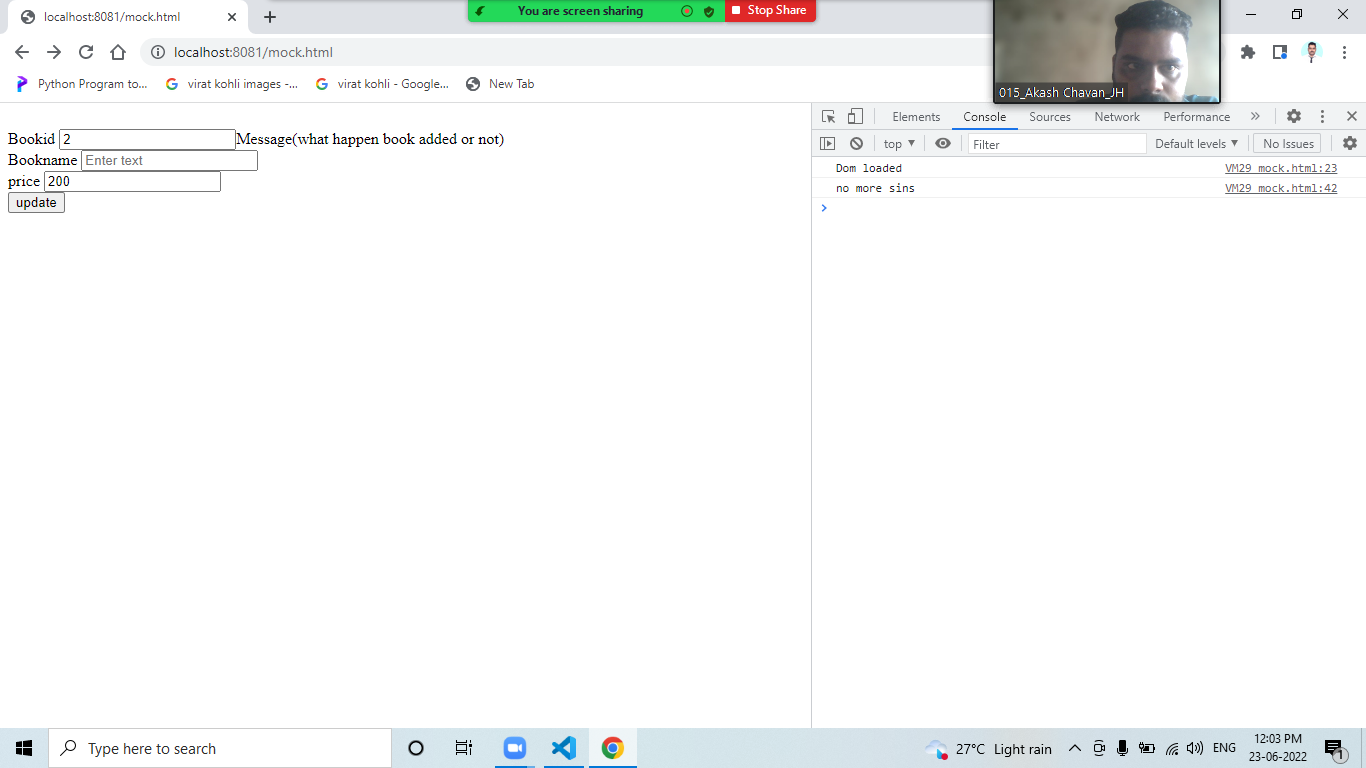 localhost:8081/mock.html
You are screen sharing
Stop Share
localhost:8081/mock.html
Python Program to...
virat kohli images -...
virat kohli - Google...
New Tab
015_Akash Chavan_JH
Elements Console Sources Network Performance »
top Filter Default levels No Issues
Bookid 2 Message(what happen book added or not)
Bookname Enter text
price 200
update
Dom loaded VM29 mock.html:23
no more sins VM29 mock.html:42
Type here to search
27°C Light rain
ENG
12:03 PM
23-06-2022
1